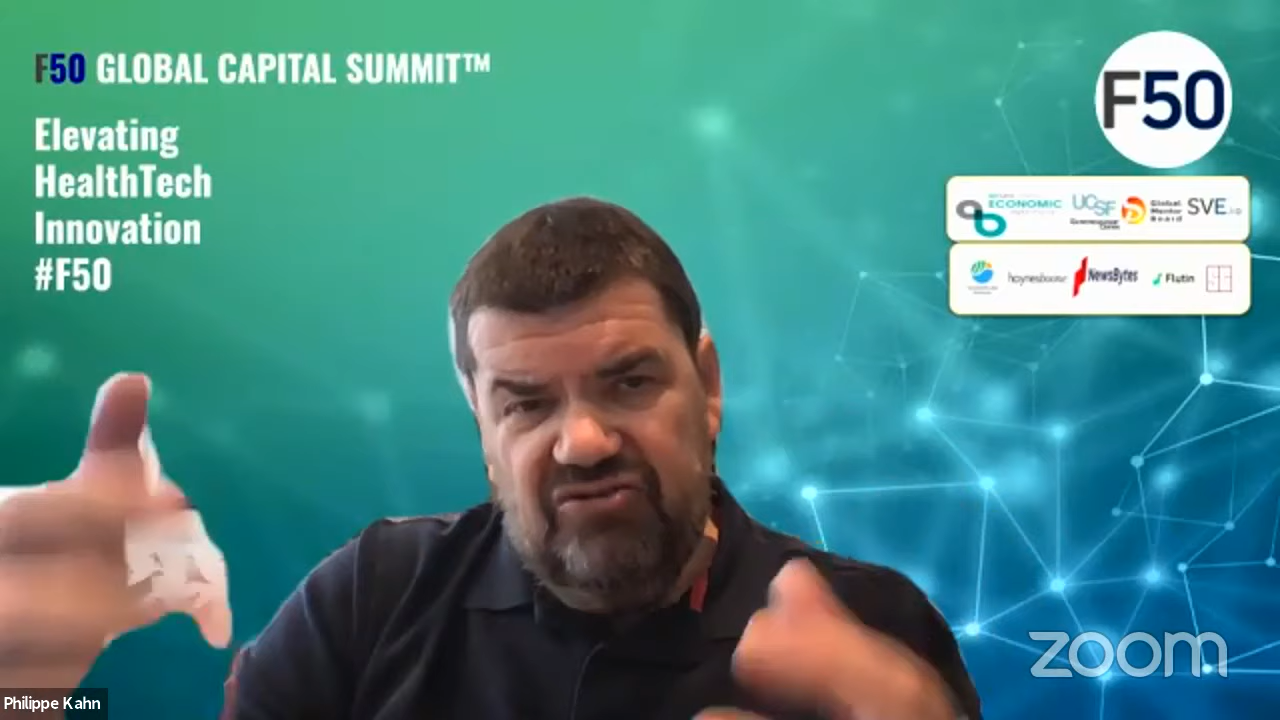 F50 GLOBAL CAPITAL SUMMIT™
Elevating
HealthTech
Innovation
#F50
F50
ECONOMIC
UCSF
Global
Mentor
Board
SVE.io
haynesboone
NewsBytes
Flutin
zoom
Philippe Kahn